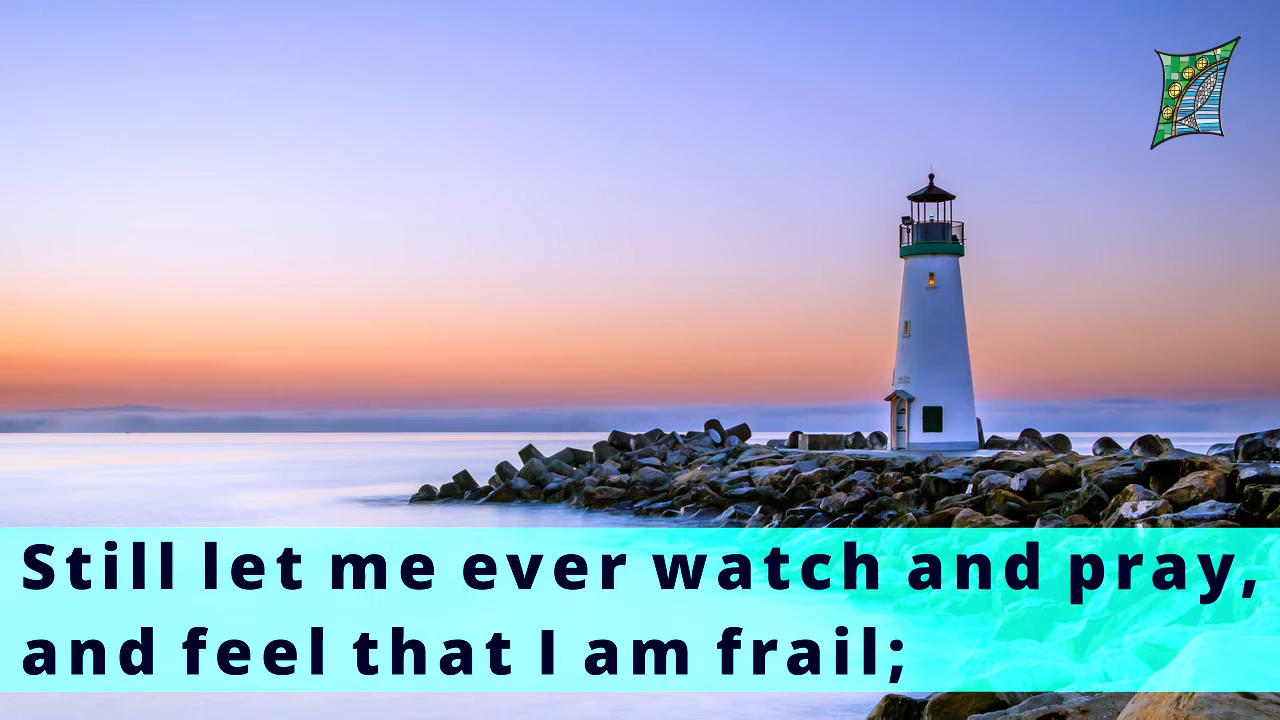 Still let me ever watch and pray,
and feel that I am frail;